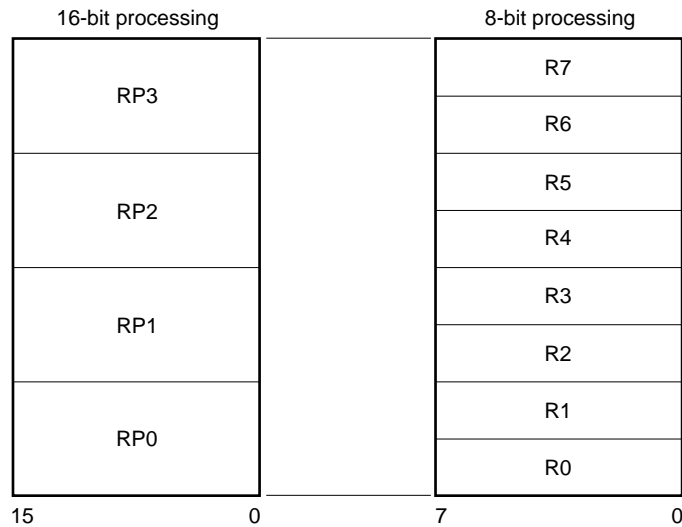 16-bit processing
8-bit processing
RP3
RP2
RP1
RP0
15 0
R7
R6
R5
R4
R3
R2
R1
R0
7 0